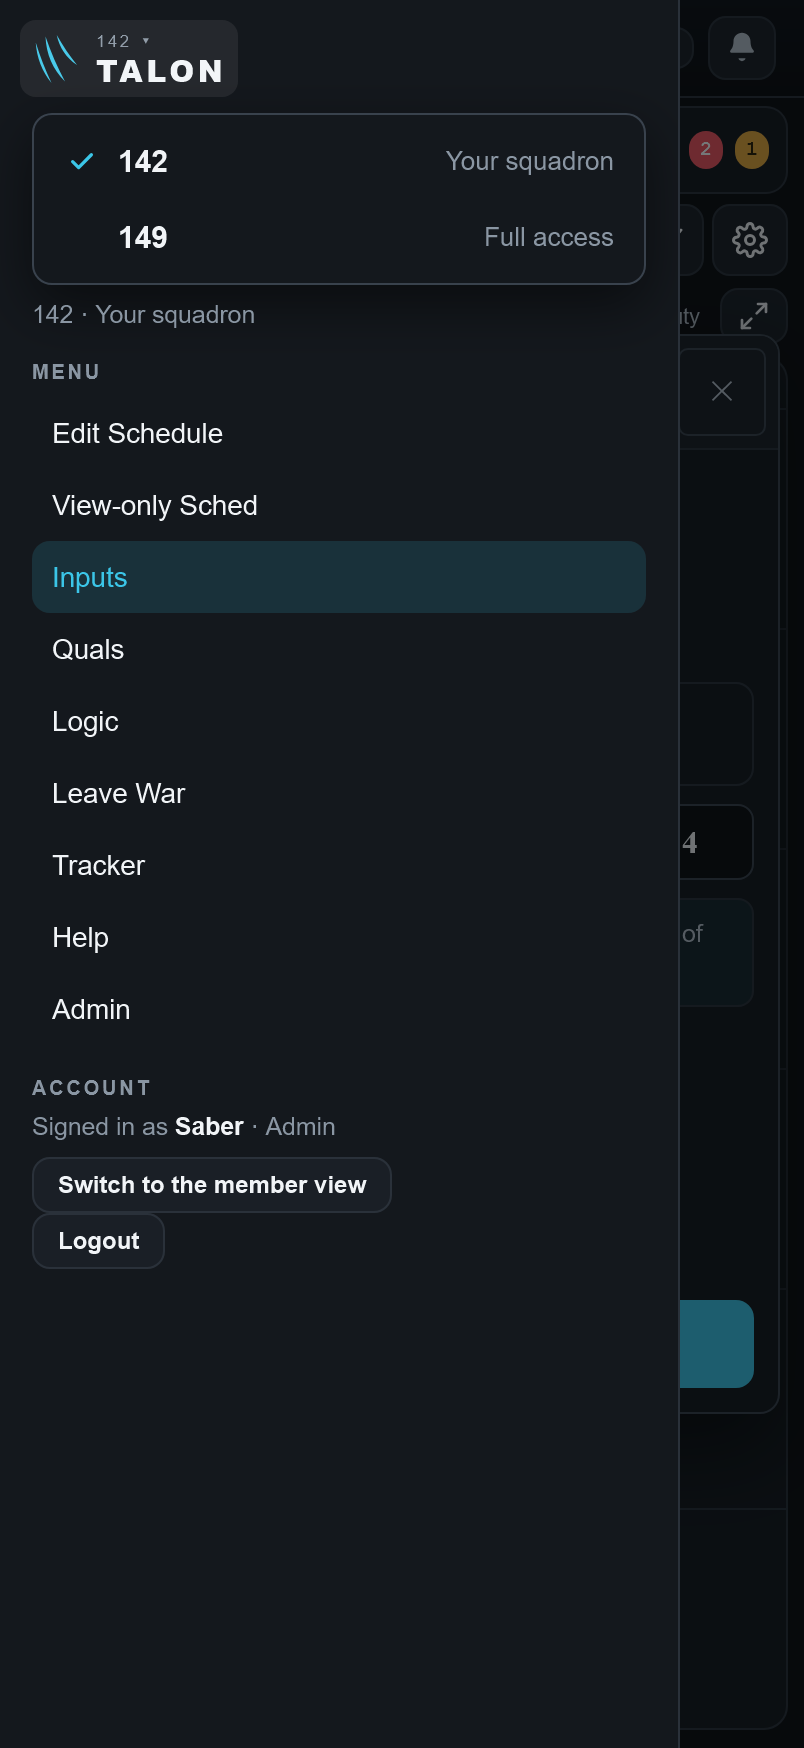 142 ▾
TALON
2 1
142 Your squadron
149 Full access
142 · Your squadron
MENU
Edit Schedule
View-only Sched
Inputs
Quals
Logic
Leave War
Tracker
4
of
Help
Admin
ACCOUNT
Signed in as Saber · Admin
Switch to the member view
Logout